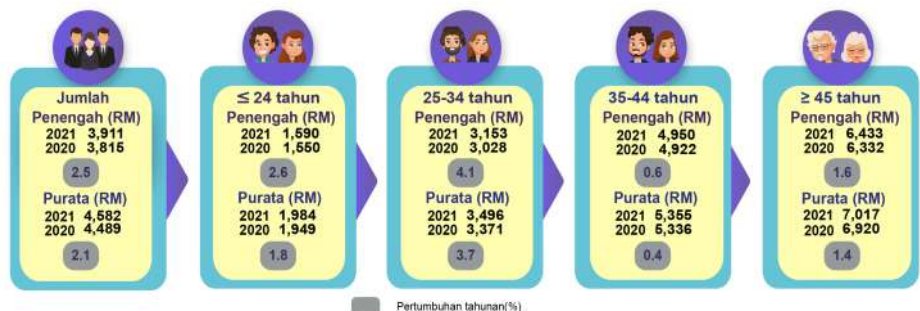 Jumlah
Penengah (RM)
2021 3,911
2020 3,815
2.5
Purata (RM)
2021 4,582
2020 4,489
2.1
≤ 24 tahun
Penengah (RM)
2021 1,590
2020 1,550
2.6
Purata (RM)
2021 1,984
2020 1,949
1.8
25-34 tahun
Penengah (RM)
2021 3,153
2020 3,028
4.1
Purata (RM)
2021 3,496
2020 3,371
3.7
35-44 tahun
Penengah (RM)
2021 4,950
2020 4,922
0.6
Purata (RM)
2021 5,355
2020 5,336
0.4
≥ 45 tahun
Penengah (RM)
2021 6,433
2020 6,332
1.6
Purata (RM)
2021 7,017
2020 6,920
1.4
Pertumbuhan tahunan(%)